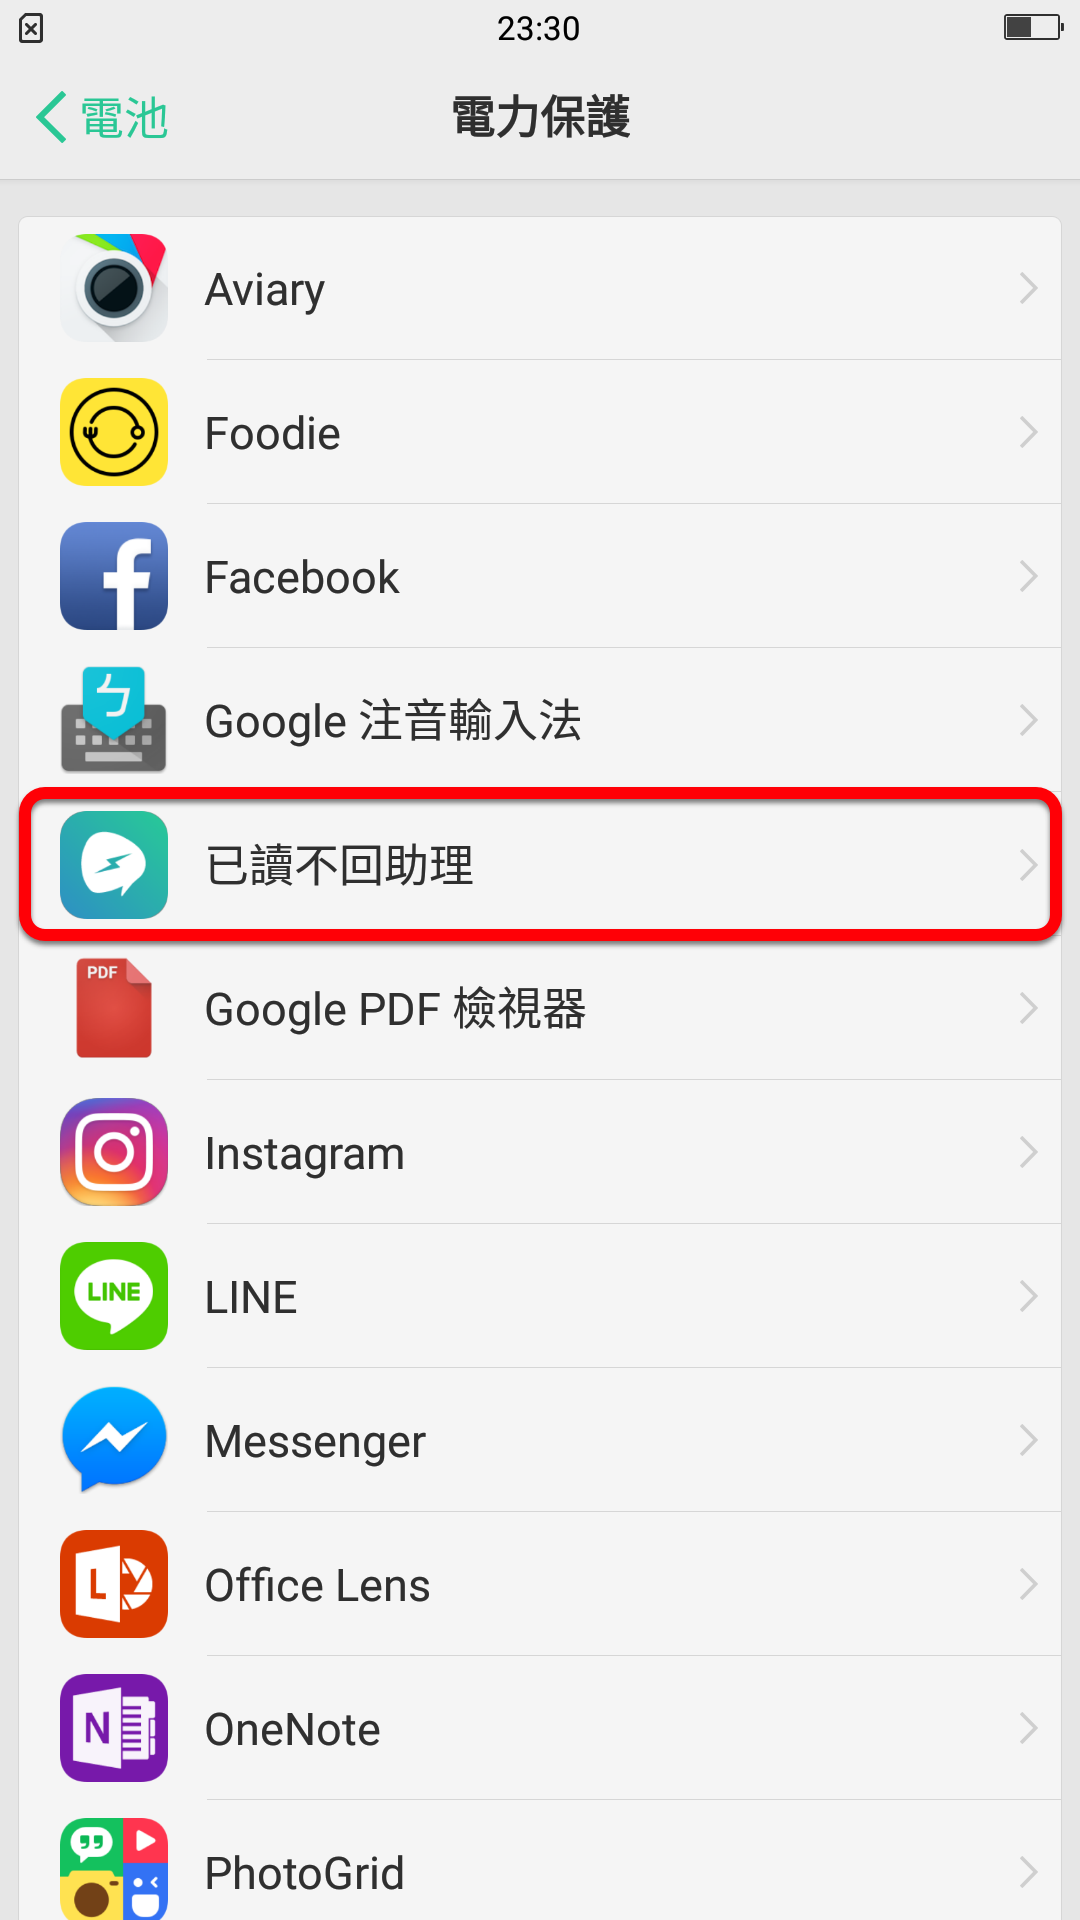 23:30
電池
電力保護
Aviary
Foodie
Facebook
ㄅ
Google 注音輸入法
已讀不回助理
PDF
Google PDF 檢視器
Instagram
LINE
LINE
Messenger
L
Office Lens
N
OneNote
PhotoGrid